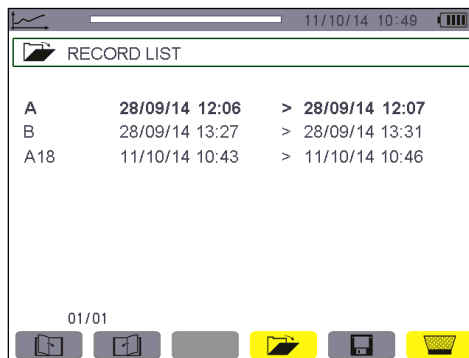 11/10/14 10:49
RECORD LIST
A 28/09/14 12:06 > 28/09/14 12:07
B 28/09/14 13:27 > 28/09/14 13:31
A18 11/10/14 10:43 > 11/10/14 10:46
01/01